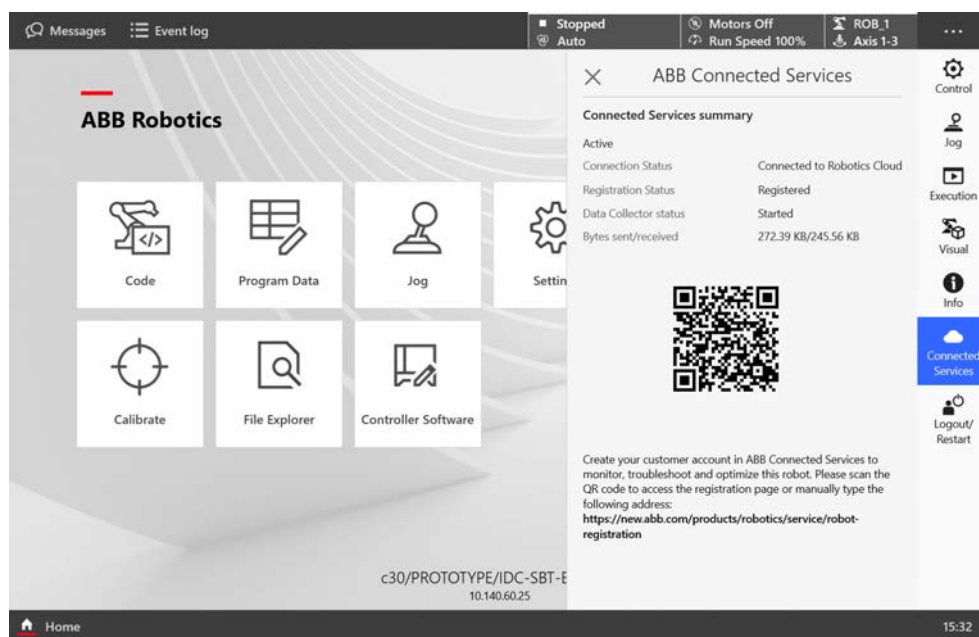 Messages
Event log
Stopped
Auto
Motors Off
Run Speed 100%
ROB_1
Axis 1-3
...
ABB Robotics
Code
Program Data
Jog
Settin
Calibrate
File Explorer
Controller Software
c30/PROTOTYPE/IDC-SBT-E
10.140.60.25
ABB Connected Services
Connected Services summary
Active
Connection Status Connected to Robotics Cloud
Registration Status Registered
Data Collector status Started
Bytes sent/received 272.39 KB/245.56 KB
Create your customer account in ABB Connected Services to
monitor, troubleshoot and optimize this robot. Please scan the
QR code to access the registration page or manually type the
following address:
https://new.abb.com/products/robotics/service/robot-
registration
Control
Jog
Execution
Visual
Info
Connected
Services
Logout/
Restart
Home
15:32